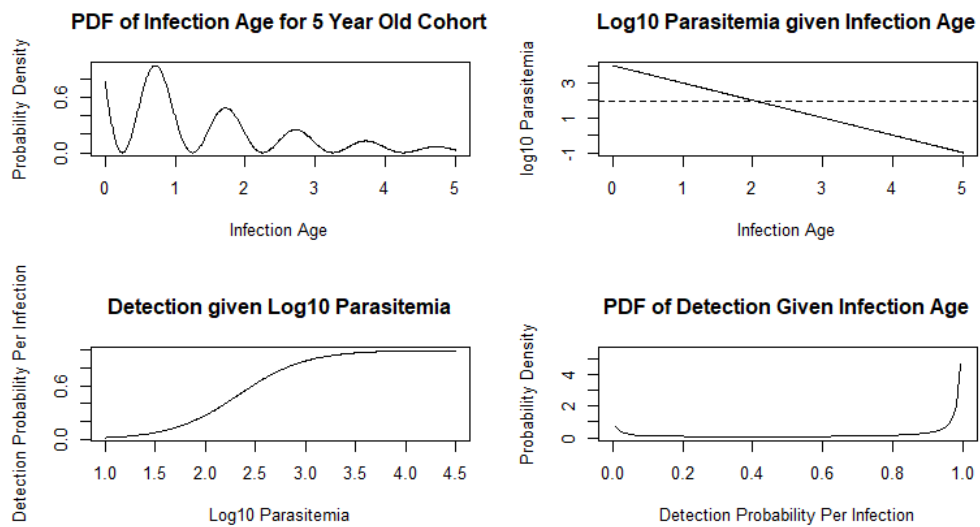 PDF of Infection Age for 5 Year Old Cohort
Probability Density
0.0 0.6
0 1 2 3 4 5
Infection Age
Log10 Parasitemia given Infection Age
log10 Parasitemia
-1 1 3
0 1 2 3 4 5
Infection Age
Detection given Log10 Parasitemia
Detection Probability Per Infection
0.0 0.6
1.0 1.5 2.0 2.5 3.0 3.5 4.0 4.5
Log10 Parasitemia
PDF of Detection Given Infection Age
Probability Density
0 2 4
0.0 0.2 0.4 0.6 0.8 1.0
Detection Probability Per Infection